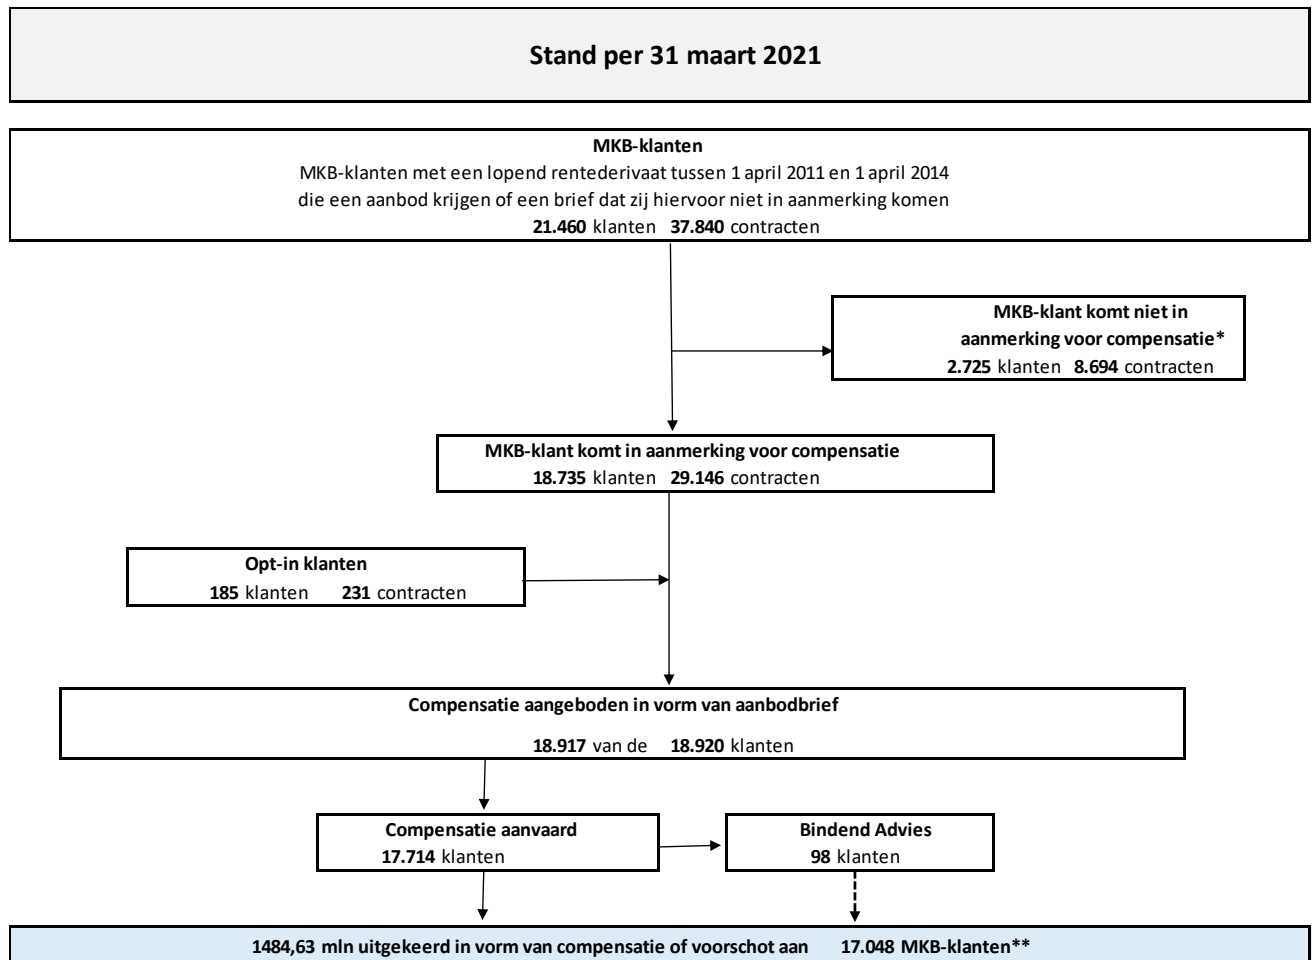 Stand per 31 maart 2021
MKB-klanten
MKB-klanten met een lopend rentederivaat tussen 1 april 2011 en 1 april 2014
die een aanbod krijgen of een brief dat zij hiervoor niet in aanmerking komen
21.460 klanten 37.840 contracten
MKB-klant komt niet in
aanmerking voor compensatie*
2.725 klanten 8.694 contracten
MKB-klant komt in aanmerking voor compensatie
18.735 klanten 29.146 contracten
Opt-in klanten
185 klanten 231 contracten
Compensatie aangeboden in vorm van aanbodbrief
18.917 van de 18.920 klanten
Compensatie aanvaard
17.714 klanten
Bindend Advies
98 klanten
1484,63 mln uitgekeerd in vorm van compensatie of voorschot aan 17.048 MKB-klanten**